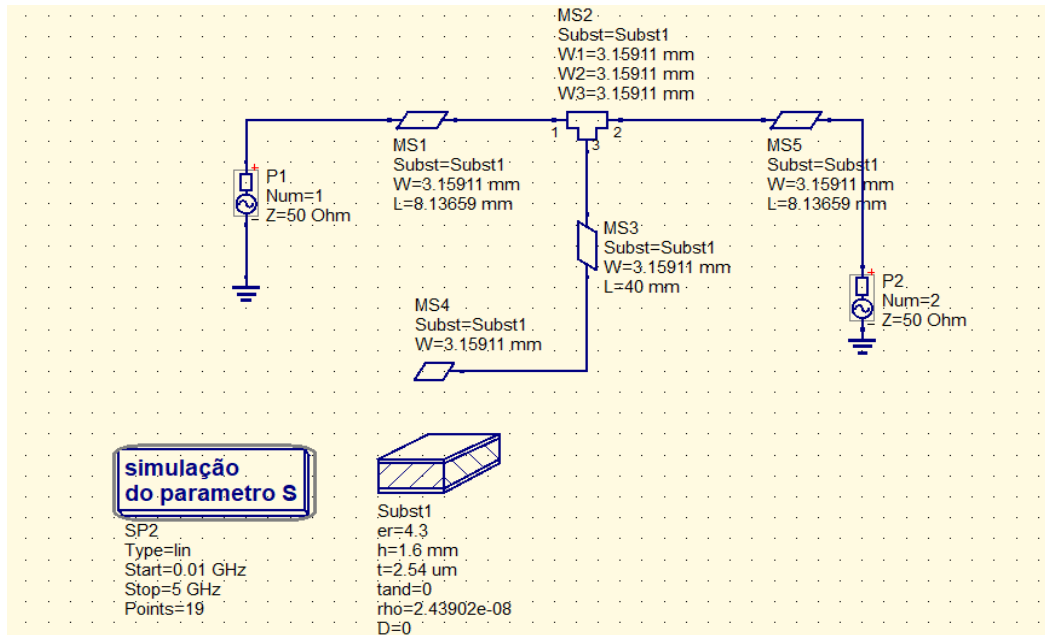 MS2
Subst=Subst1
W1=3.15911 mm
W2=3.15911 mm
W3=3.15911 mm
1
2
3
MS1
Subst=Subst1
W=3.15911 mm
L=8.13659 mm
MS5
Subst=Subst1
W=3.15911 mm
L=8.13659 mm
P1
Num=1
Z=50 Ohm
MS3
Subst=Subst1
W=3.15911 mm
L=40 mm
P2
Num=2
Z=50 Ohm
MS4
Subst=Subst1
W=3.15911 mm
simulação
do parametro S
SP2
Type=lin
Start=0.01 GHz
Stop=5 GHz
Points=19
Subst1
er=4.3
h=1.6 mm
t=2.54 um
tand=0
rho=2.43902e-08
D=0